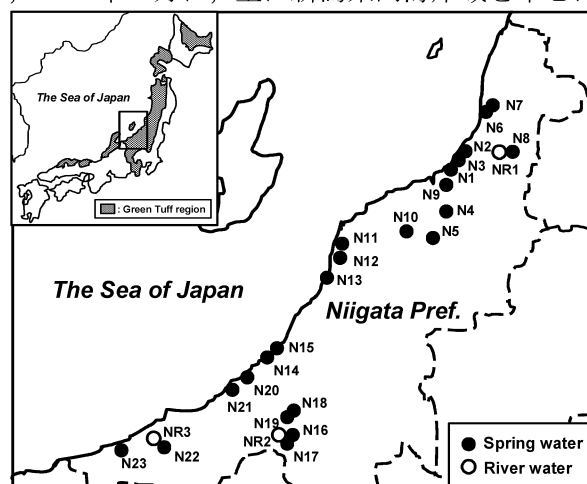 The Sea of Japan
: Green Tuff region
N7
N6
N2
N8
N3
NR1
N1
N9
N4
N10
N5
N11
N12
N13
The Sea of Japan
Niigata Pref.
N15
N14
N20
N21
N18
N19
N16
NR3
NR2
N17
N22
N23
Spring water
River water